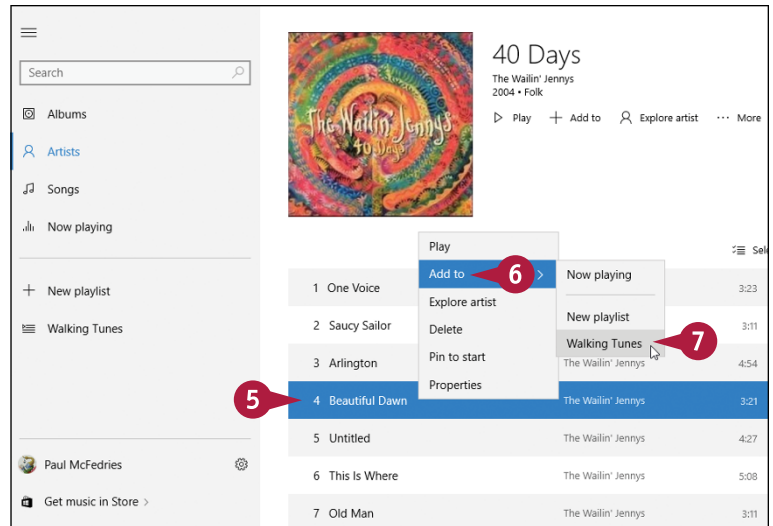 Search
Albums
Artists
Songs
Now playing
New playlist
Walking Tunes
Paul McFedries
Get music in Store >
The Wailin' Jennys
40 Days
40 Days
The Wailin' Jennys
2004 • Folk
Play Add to Explore artist ... More
Sele
Play
Add to > 6
Explore artist
Delete
Pin to start
Properties
Now playing
New playlist
Walking Tunes 7
1 One Voice 3:23
2 Saucy Sailor 3:11
3 Arlington The Wailin' Jennys 4:54
5 4 Beautiful Dawn The Wailin' Jennys 3:21
5 Untitled The Wailin' Jennys 4:27
6 This Is Where The Wailin' Jennys 5:08
7 Old Man The Wailin' Jennys 3:11